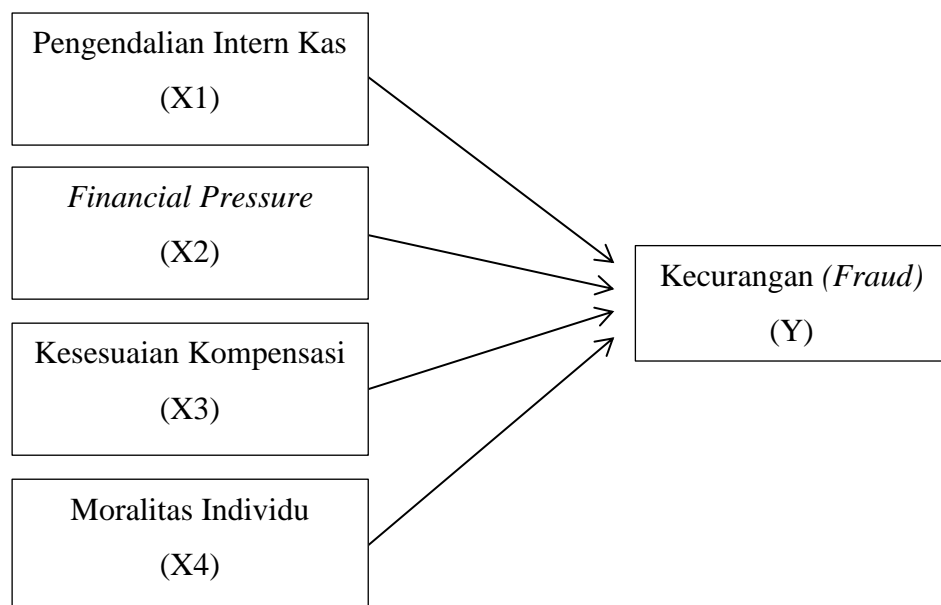 Pengendalian Intern Kas
(X1)
Financial Pressure
(X2)
Kesesuaian Kompensasi
(X3)
Moralitas Individu
(X4)
Kecurangan (Fraud)
(Y)